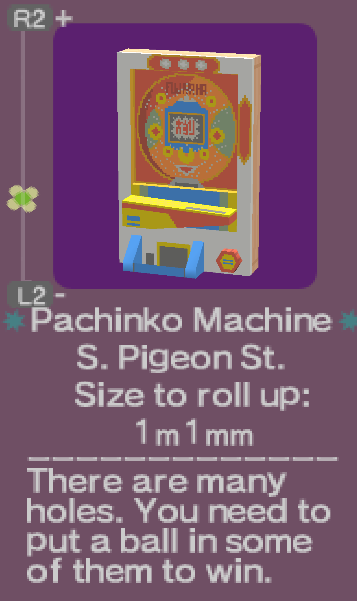 R2 +
L2 -
Pachinko Machine
S. Pigeon St.
Size to roll up:
1m1mm
There are many
holes. You need to
put a ball in some
of them to win.